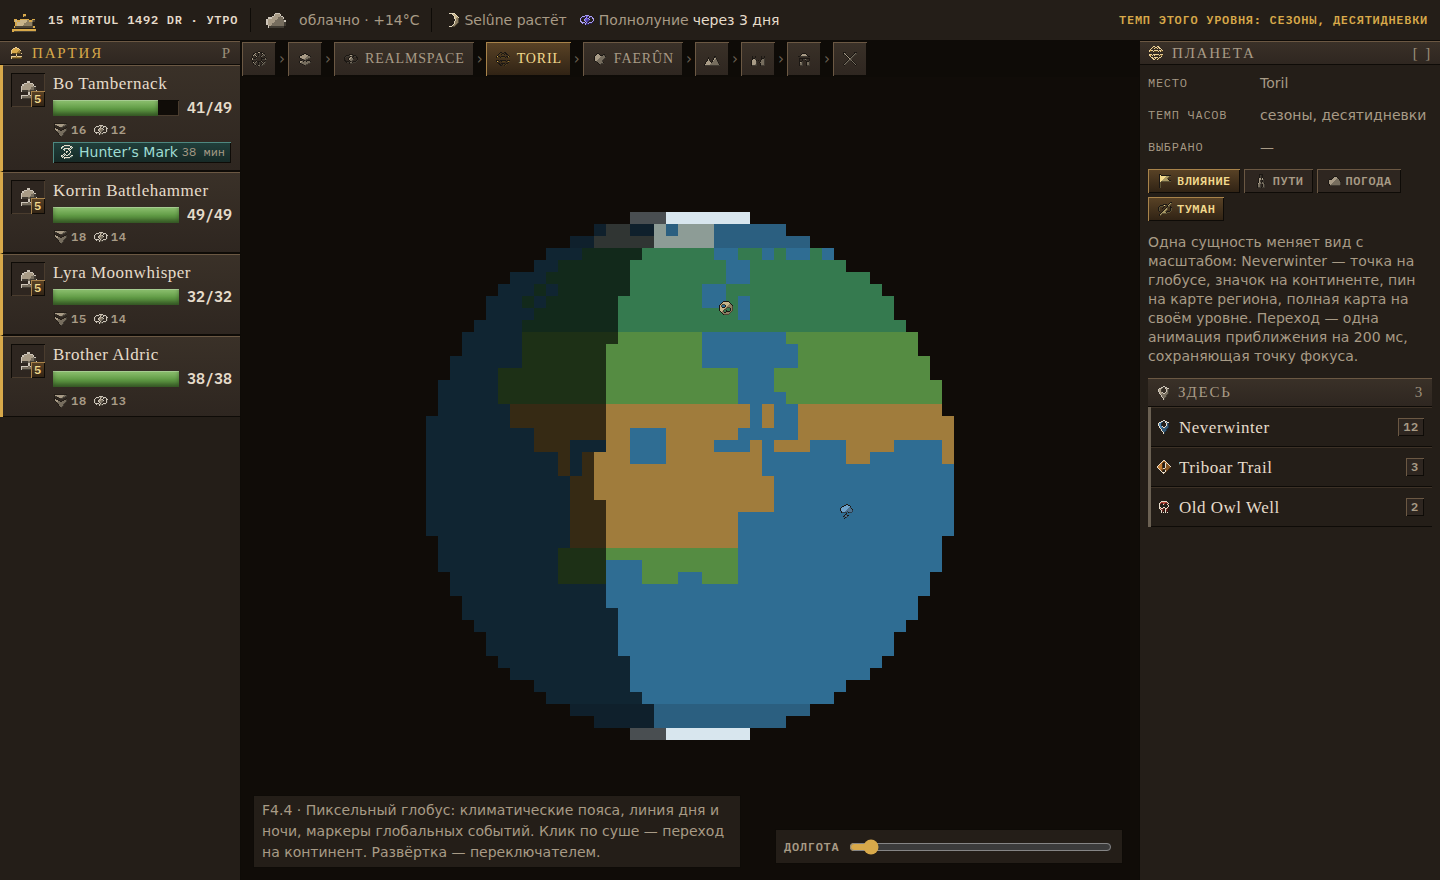 15 MIRTUL 1492 DR · УТРО
облачно · +14°C
Selûne растёт
Полнолуние через 3 дня
ТЕМП ЭТОГО УРОВНЯ: СЕЗОНЫ, ДЕСЯТИДНЕВКИ
ПАРТИЯ P
Bo Tambernack
5
41/49
16 12
Hunter’s Mark 38 мин
Korrin Battlehammer
5
49/49
18 14
Lyra Moonwhisper
5
32/32
15 14
Brother Aldric
5
38/38
18 13
REALMSPACE › TORIL › FAERÛN
F4.4 · Пиксельный глобус: климатические пояса, линия дня и
ночи, маркеры глобальных событий. Клик по суше — переход
на континент. Развёртка — переключателем.
ДОЛГОТА
ПЛАНЕТА [ ]
МЕСТО Toril
ТЕМП ЧАСОВ сезоны, десятидневки
ВЫБРАНО —
ВЛИЯНИЕ ПУТИ ПОГОДА
ТУМАН
Одна сущность меняет вид с
масштабом: Neverwinter — точка на
глобусе, значок на континенте, пин
на карте региона, полная карта на
своём уровне. Переход — одна
анимация приближения на 200 мс,
сохраняющая точку фокуса.
ЗДЕСЬ 3
Neverwinter 12
Triboar Trail 3
Old Owl Well 2